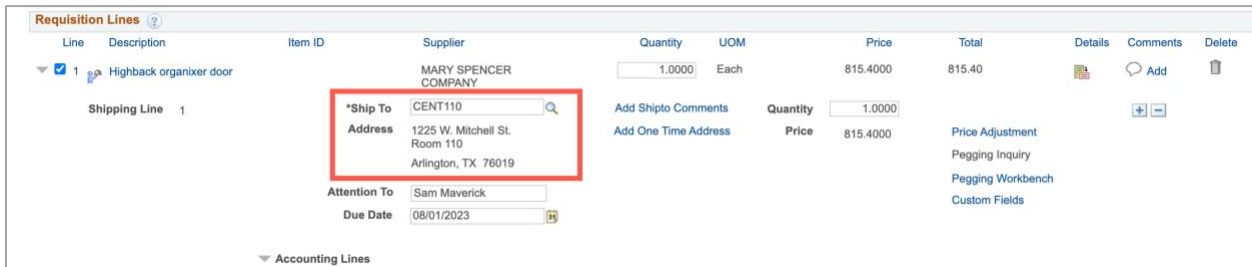 Requisition Lines ?
Line Description Item ID Supplier Quantity UOM Price Total Details Comments Delete
1 Highback organixer door MARY SPENCER COMPANY 1.0000 Each 815.4000 815.40 Add
Shipping Line 1 *Ship To CENT110 Add Shipto Comments Quantity 1.0000 + −
Address 1225 W. Mitchell St. Add One Time Address Price 815.4000 Price Adjustment
Room 110
Arlington, TX 76019 Pegging Inquiry
Pegging Workbench
Attention To Sam Maverick Custom Fields
Due Date 08/01/2023 31
Accounting Lines